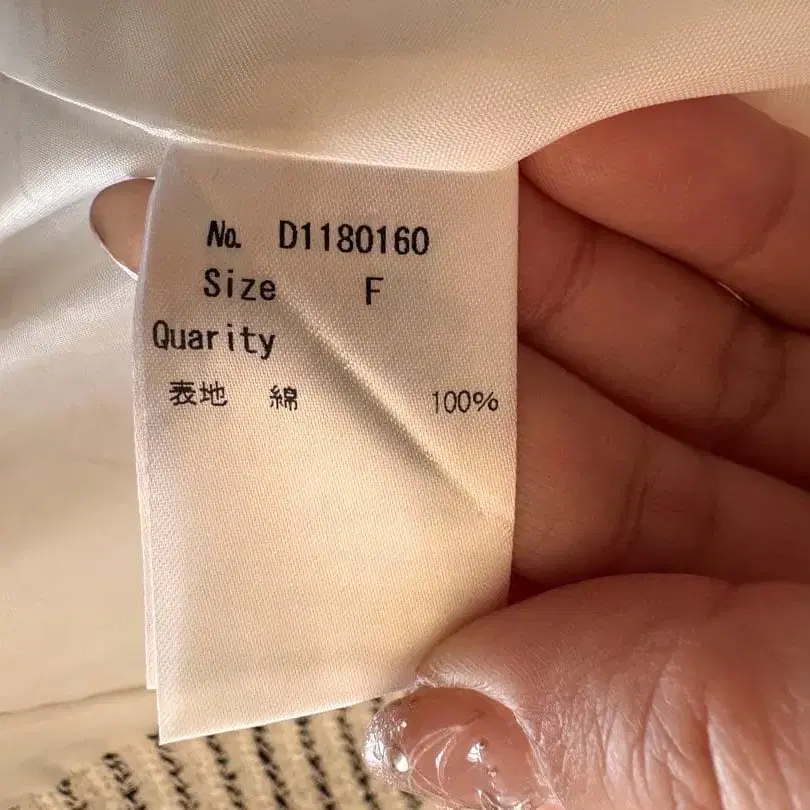 No. D1180160
Size F
Quarity
表地 綿 100%